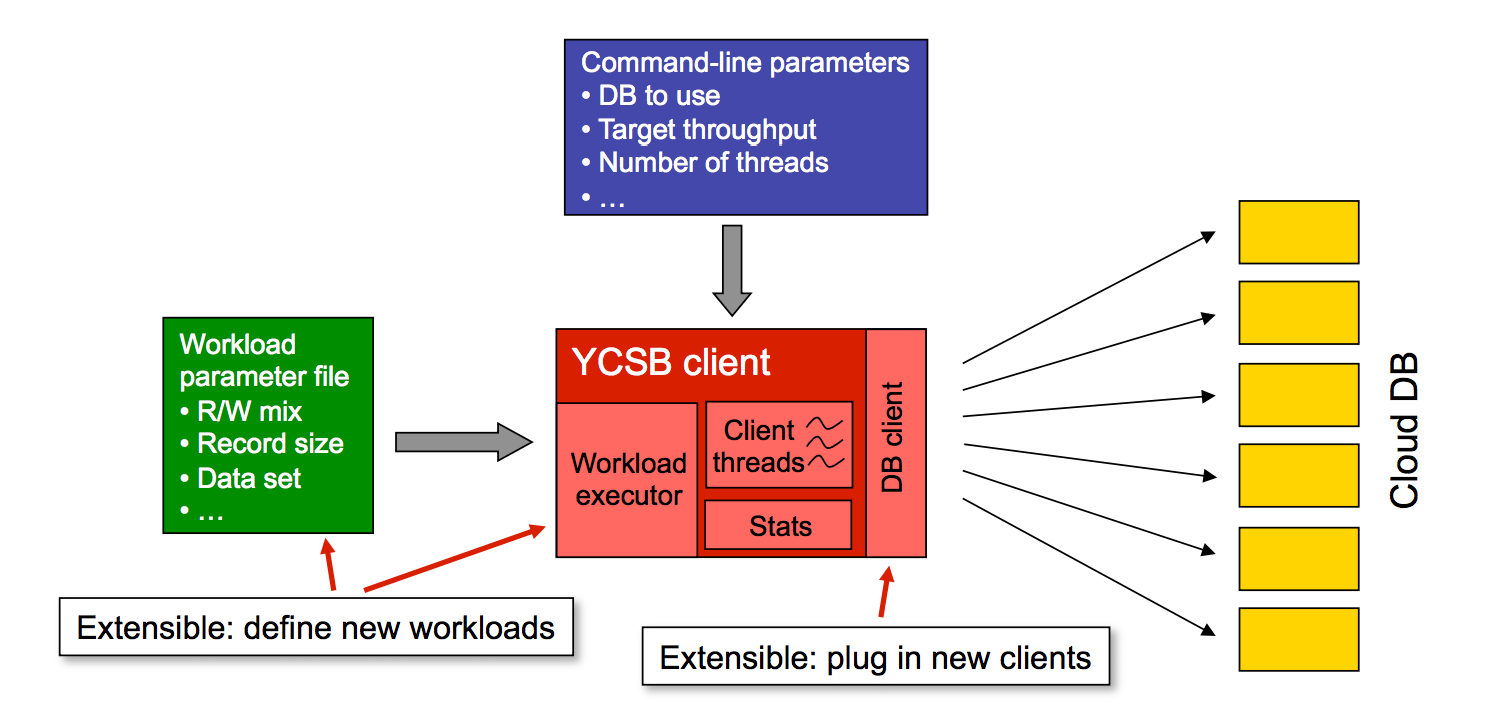 Command-line parameters
• DB to use
• Target throughput
• Number of threads
• …
Workload
parameter file
• R/W mix
• Record size
• Data set
• …
YCSB client
Workload
executor
Client
threads
Stats
DB client
Cloud DB
Extensible: define new workloads
Extensible: plug in new clients